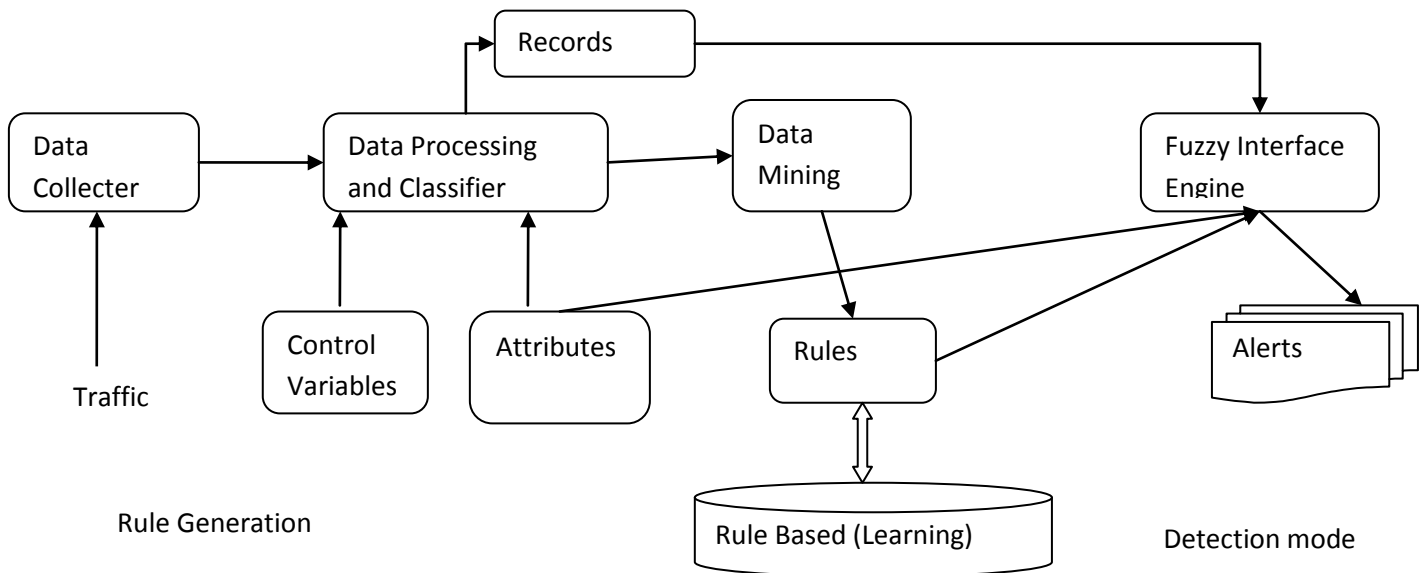 Records
Data
Collecter
Data Processing
and Classifier
Data
Mining
Fuzzy Interface
Engine
Control
Variables
Attributes
Rules
Alerts
Traffic
Rule Generation
Rule Based (Learning)
Detection mode